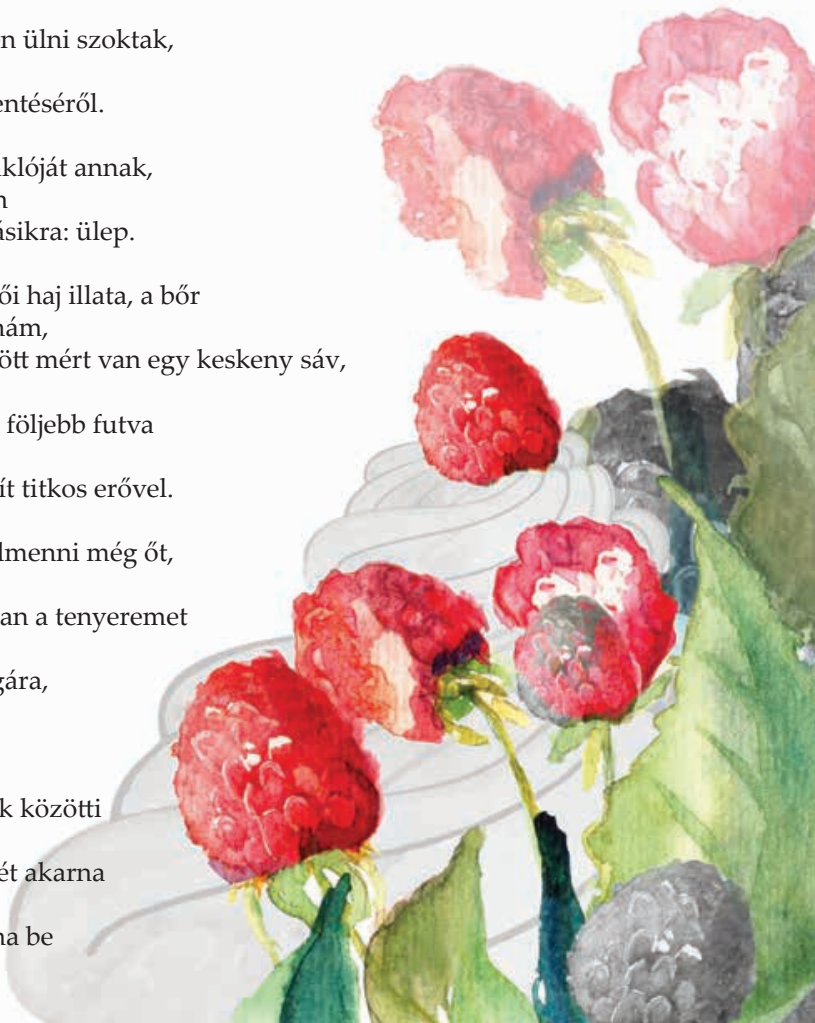 n ülni szoktak,
entéséről.
iklóját annak,
n
ásikra: ülep.
ői haj illata, a bőr
nám,
ött mért van egy keskeny sáv,
följebb futva
ít titkos erővel.
lmenni még őt,
an a tenyeremet
gára,
k közötti
ét akarna
na be